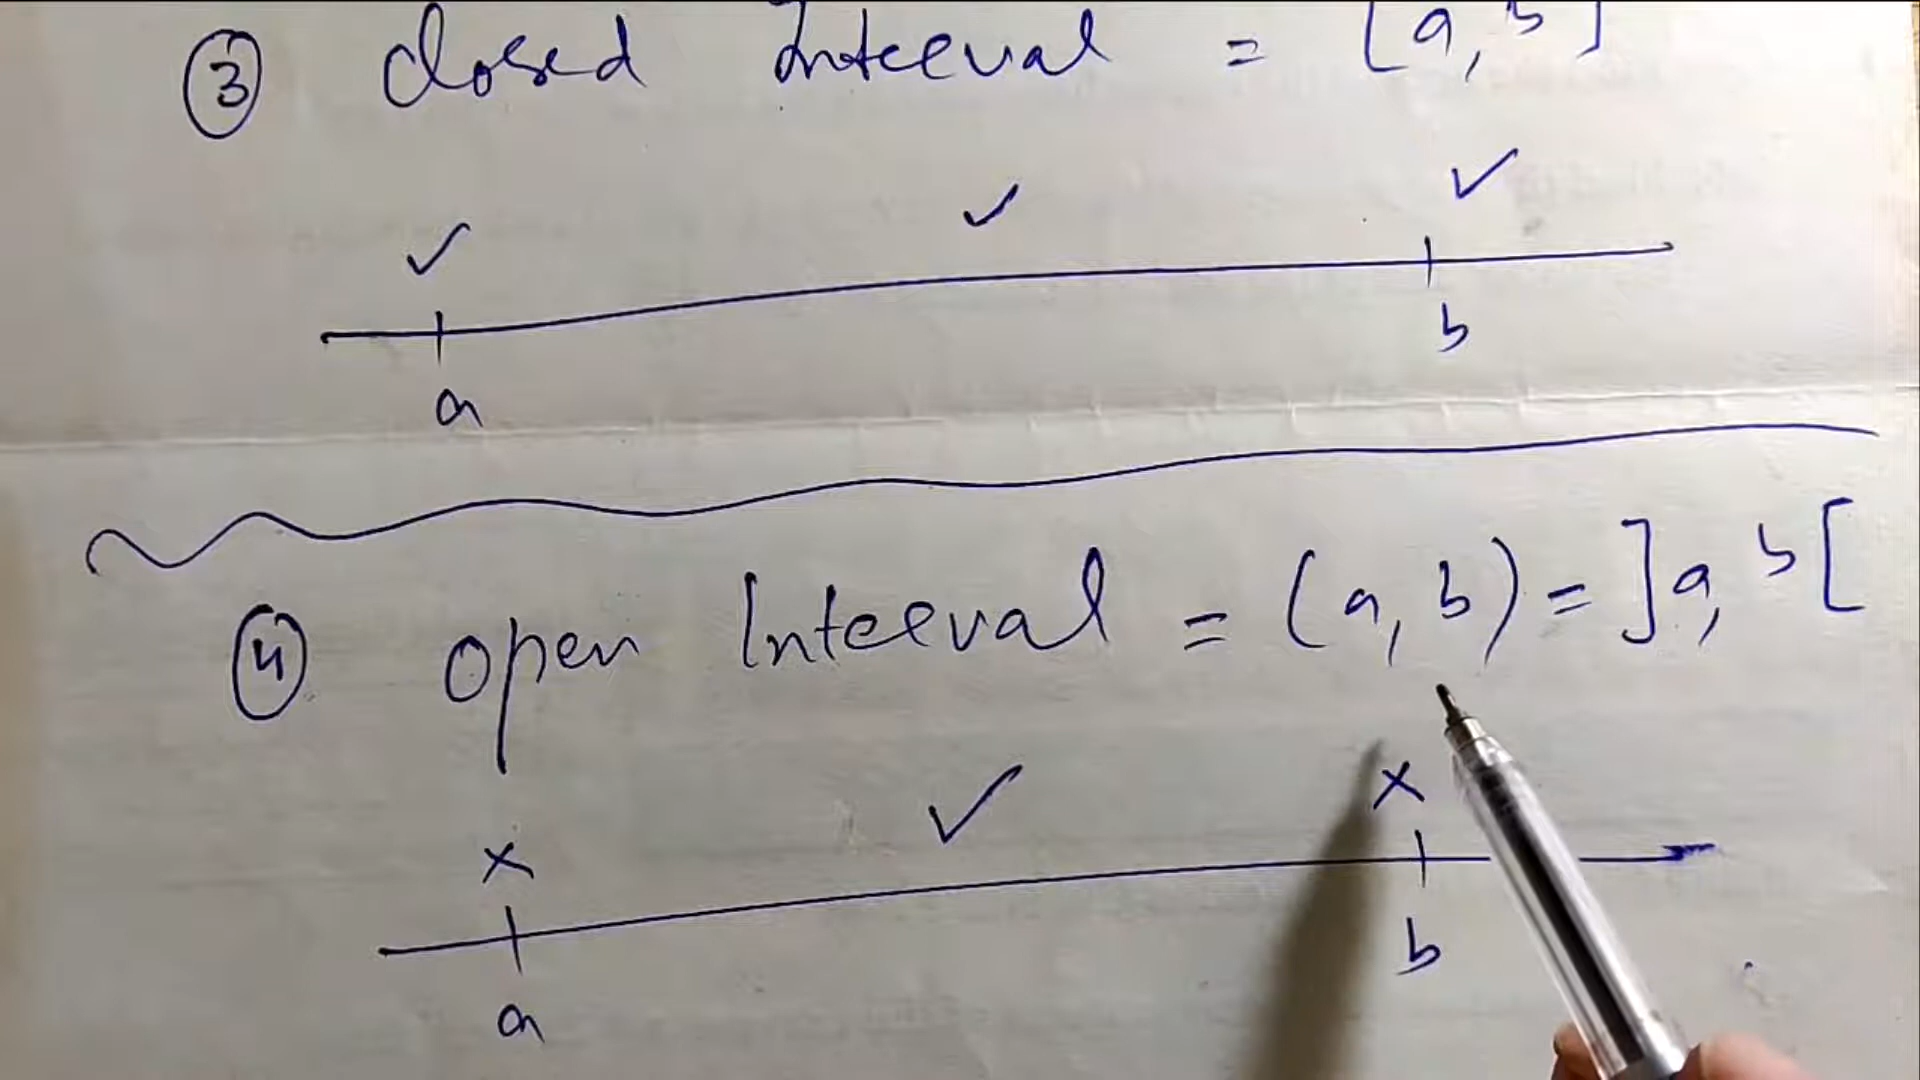 ③ Closed Interval = [a, b]
✓ ✓ ✓
a b
④ open Interval = (a, b) = ]a, b[
× ✓ ×
a b